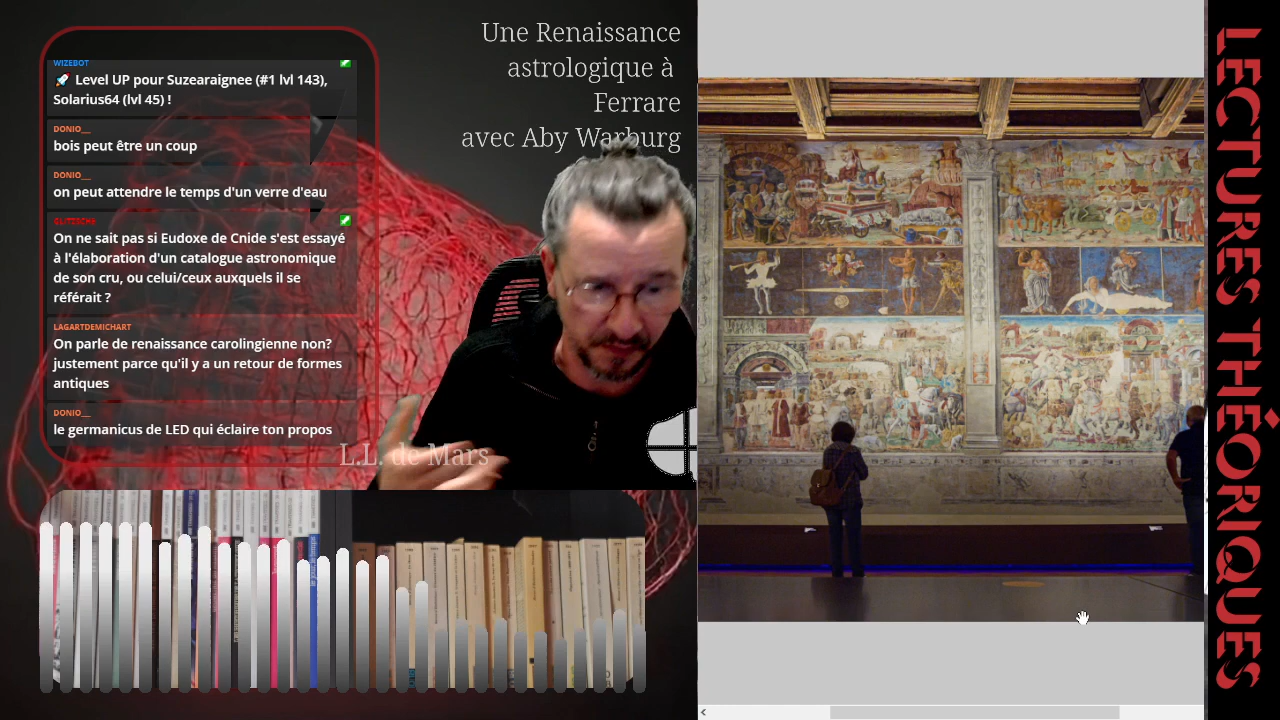 WIZEBOT
🚀 Level UP pour Suzearaignee (#1 lvl 143),
Solarius64 (lvl 45) !
DONIO__
bois peut être un coup
DONIO__
on peut attendre le temps d'un verre d'eau
GLITZSCHE
On ne sait pas si Eudoxe de Cnide s'est essayé
à l'élaboration d'un catalogue astronomique
de son cru, ou celui/ceux auxquels il se
référait ?
LAGARTDEMICHART
On parle de renaissance carolingienne non?
justement parce qu'il y a un retour de formes
antiques
DONIO__
le germanicus de LED qui éclaire ton propos
Une Renaissance
astrologique à
Ferrare
avec Aby Warburg
L.L. de Mars
LECTURES THÉORIQUES